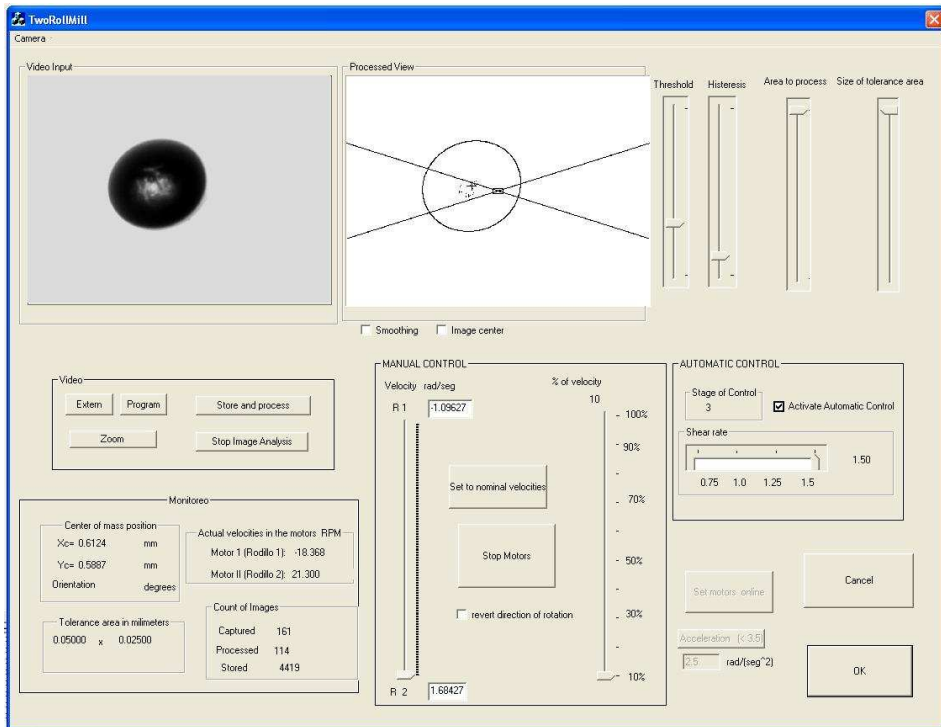 TwoRollMill
Camera
Video Input
Processed View
Threshold
Histeresis
Area to process
Size of tolerance area
Smoothing
Image center
Video
Extern
Program
Store and process
Zoom
Stop Image Analysis
Monitoreo
Center of mass position
Xc= 0.6124 mm
Yc= 0.5887 mm
Orientation degrees
Actual velocities in the motors RPM
Motor I (Rodillo 1): -18.368
Motor II (Rodillo 2): 21.300
Tolerance area in milimeters
0.05000 x 0.02500
Count of Images
Captured 161
Processed 114
Stored 4419
MANUAL CONTROL
Velocity rad/seg
R 1 -1.09627
% of velocity
10
100%
90%
70%
50%
30%
10%
Set to nominal velocities
Stop Motors
revert direction of rotation
R 2 1.68427
AUTOMATIC CONTROL
Stage of Control
3
Activate Automatic Control
Shear rate
1.50
0.75 1.0 1.25 1.5
Set motors online
Cancel
Acceleration (< 3.5)
2.5 rad/(seg^2)
OK